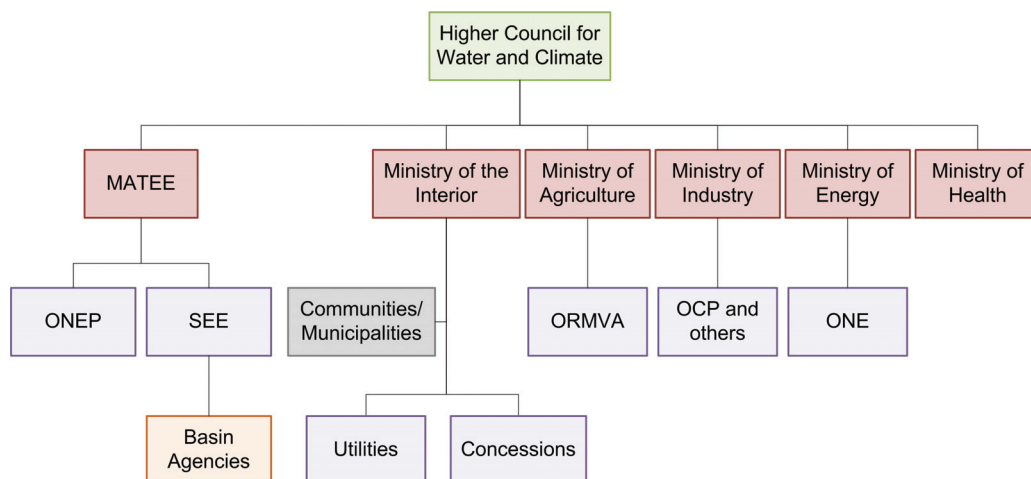 Higher Council for
Water and Climate
MATEE
Ministry of the
Interior
Ministry of
Agriculture
Ministry of
Industry
Ministry of
Energy
Ministry of
Health
ONEP
SEE
Communities/
Municipalities
ORMVA
OCP and
others
ONE
Basin
Agencies
Utilities
Concessions